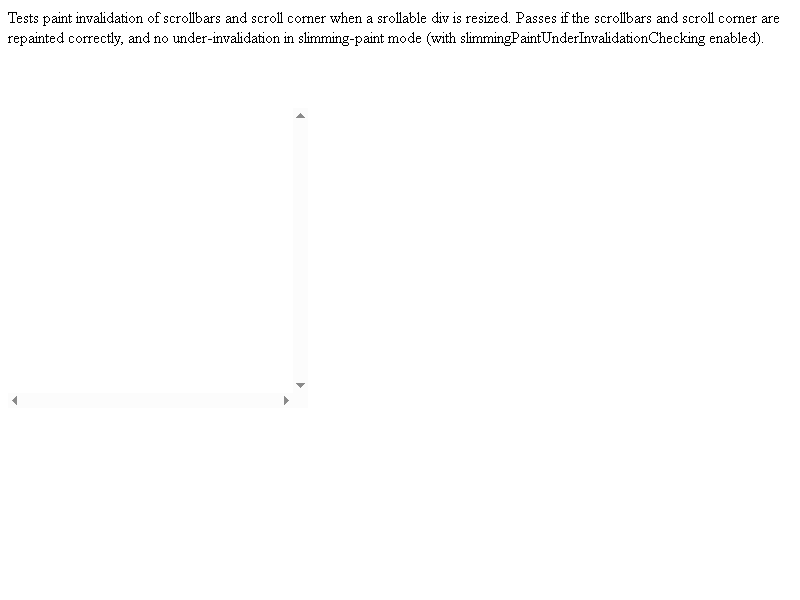 Tests paint invalidation of scrollbars and scroll corner when a srollable div is resized. Passes if the scrollbars and scroll corner are
repainted correctly, and no under-invalidation in slimming-paint mode (with slimmingPaintUnderInvalidationChecking enabled).